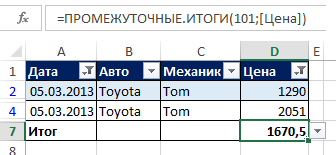 =ПРОМЕЖУТОЧНЫЕ.ИТОГИ(101;[Цена])
A B C D E
1 Дата Авто Механик Цена
2 05.03.2013 Toyota Tom 1290
4 05.03.2013 Toyota Tom 2051
7 Итог 1670,5